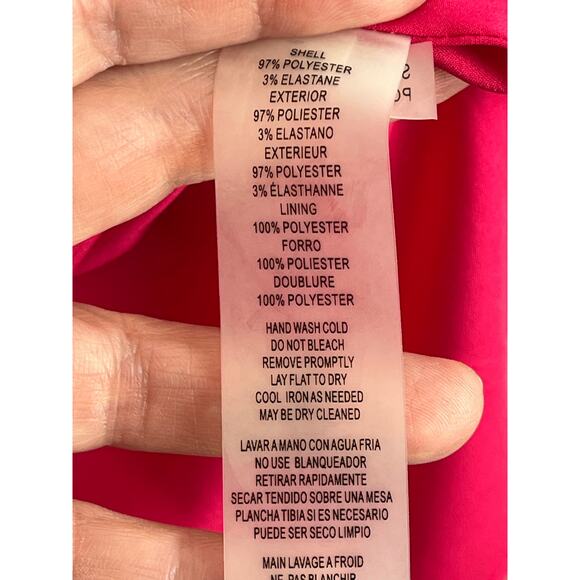 SHELL
97% POLYESTER
3% ELASTANE
EXTERIOR
97% POLIESTER
3% ELASTANO
EXTERIEUR
97% POLYESTER
3% ÉLASTHANNE
LINING
100% POLYESTER
FORRO
100% POLIESTER
DOUBLURE
100% POLYESTER
HAND WASH COLD
DO NOT BLEACH
REMOVE PROMPTLY
LAY FLAT TO DRY
COOL IRON AS NEEDED
MAY BE DRY CLEANED
LAVAR A MANO CON AGUA FRIA
NO USE BLANQUEADOR
RETIRAR RAPIDAMENTE
SECAR TENDIDO SOBRE UNA MESA
PLANCHA TIBIA SI ES NECESARIO
PUEDE SER SECO LIMPIO
MAIN LAVAGE A FROID
NE PAS BLANCHIR